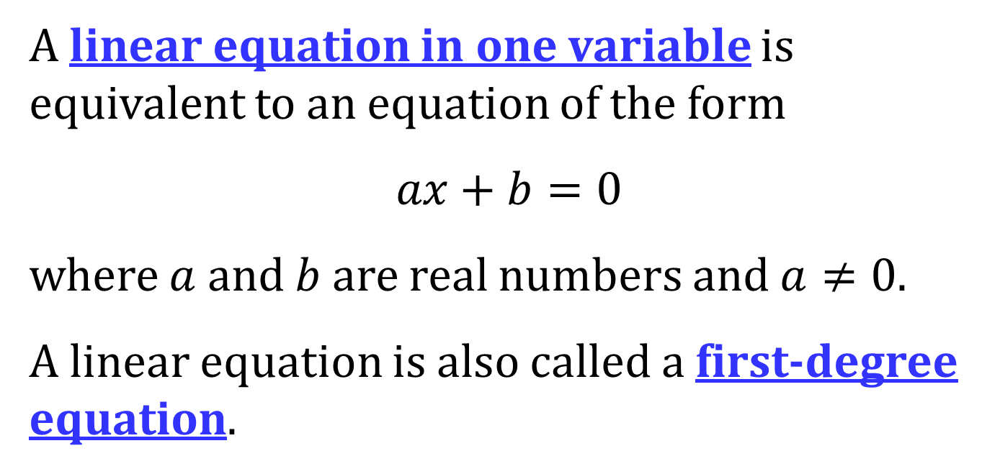 A linear equation in one variable is
equivalent to an equation of the form
ax + b = 0
where a and b are real numbers and a ≠ 0.
A linear equation is also called a first-degree
equation.